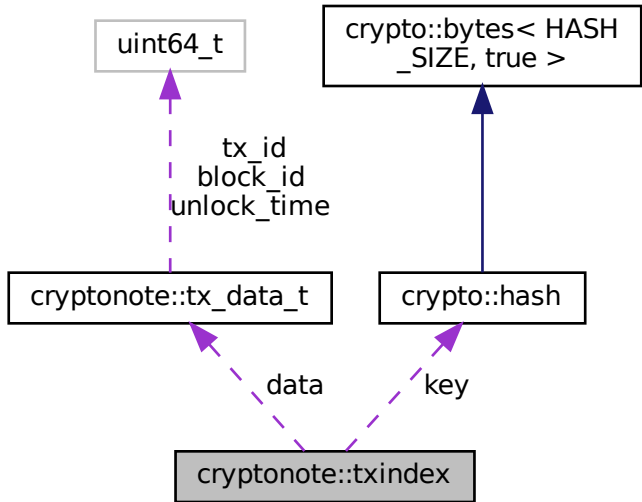 uint64_t
crypto::bytes< HASH
_SIZE, true >
tx_id
block_id
unlock_time
cryptonote::tx_data_t
crypto::hash
data
key
cryptonote::txindex